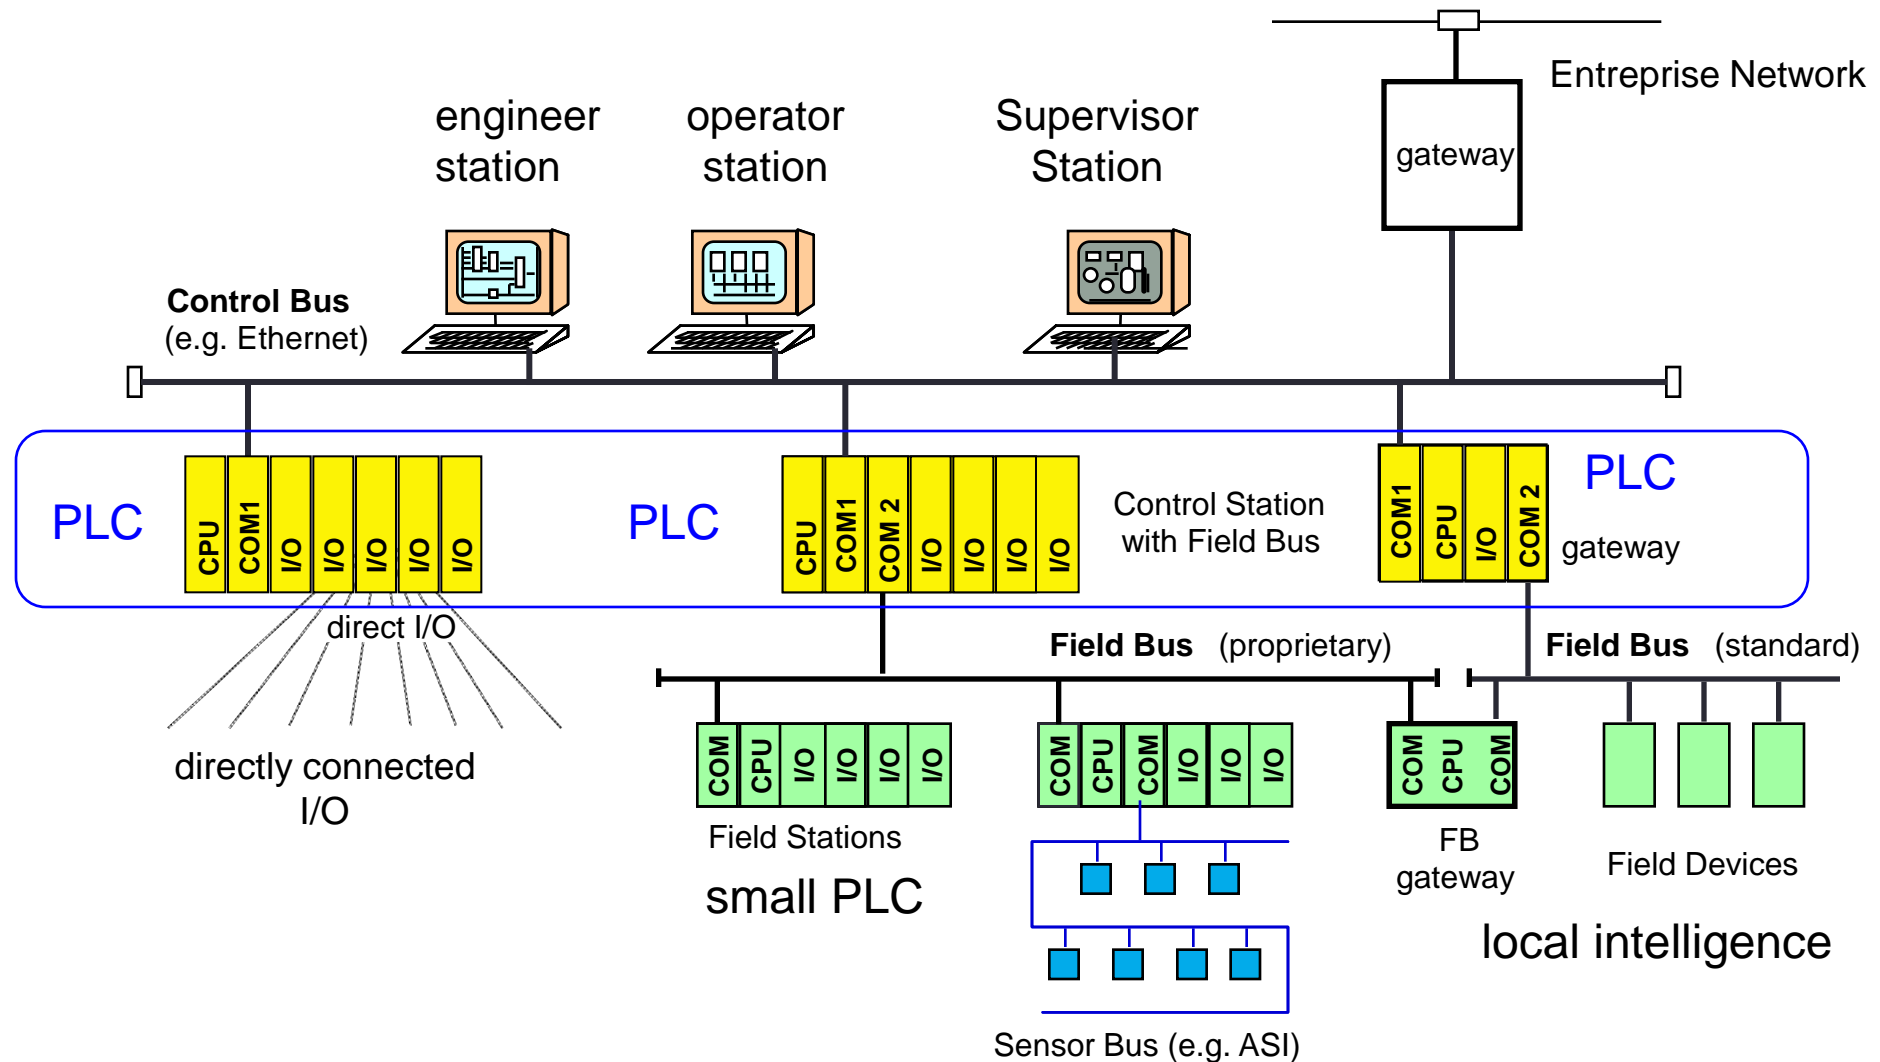 Entreprise Network
engineer
station
operator
station
Supervisor
Station
gateway
Control Bus
(e.g. Ethernet)
PLC
CPU
COM1
I/O
I/O
I/O
I/O
I/O
PLC
CPU
COM1
COM 2
I/O
I/O
I/O
I/O
Control Station
with Field Bus
COM1
CPU
I/O
COM 2
PLC
gateway
direct I/O
directly connected
I/O
Field Bus (proprietary)
Field Bus (standard)
COM
CPU
I/O
I/O
I/O
I/O
Field Stations
small PLC
COM
CPU
COM
I/O
I/O
I/O
COM
CPU
COM
FB
gateway
Field Devices
local intelligence
Sensor Bus (e.g. ASI)